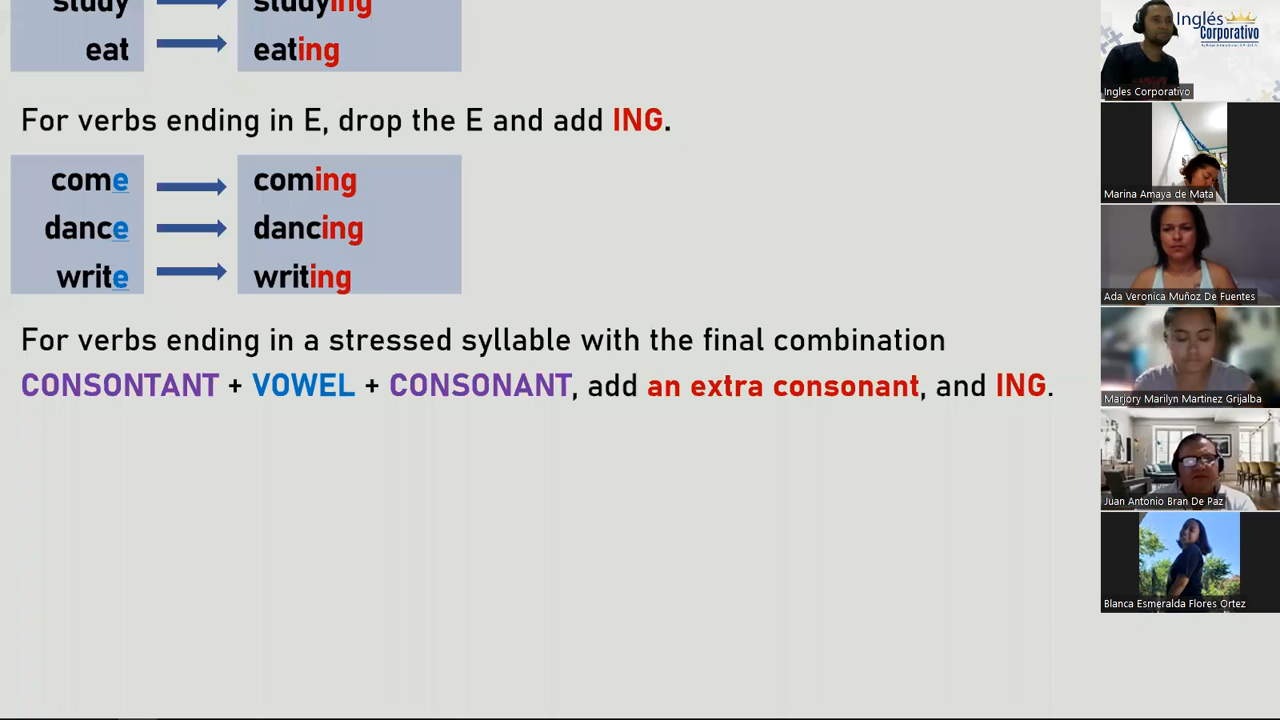 study studying
eat eating
For verbs ending in E, drop the E and add ING.
come coming
dance dancing
write writing
For verbs ending in a stressed syllable with the final combination
CONSONTANT + VOWEL + CONSONANT, add an extra consonant, and ING.
Inglés
Corporativo
Ingles Corporativo
Marina Amaya de Mata
Ada Veronica Muñoz De Fuentes
Marjory Marilyn Martinez Grijalba
Juan Antonio Bran De Paz
Blanca Esmeralda Flores Ortez